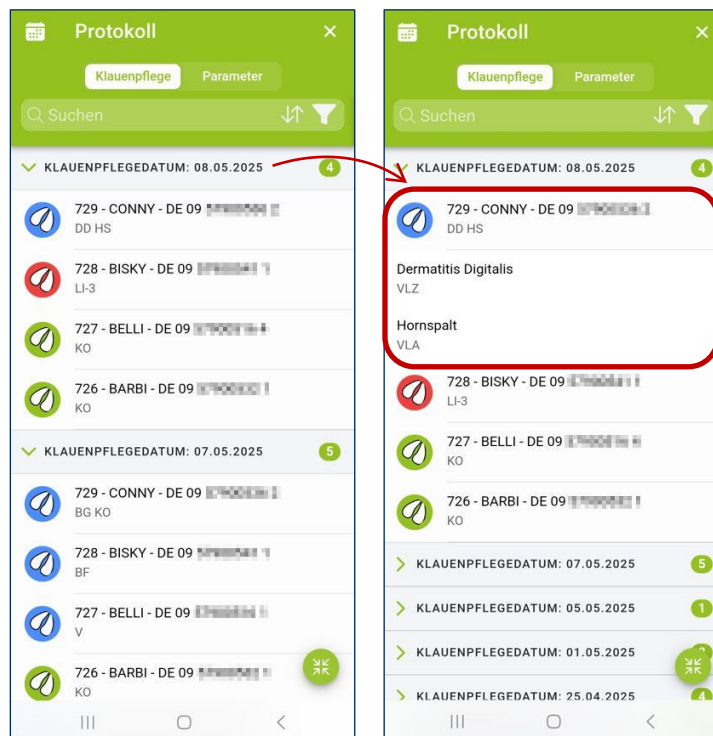 Protokoll
Klauenpflege Parameter
Suchen
KLAUENPFLEGEDATUM: 08.05.2025 4
729 - CONNY - DE 09
DD HS
728 - BISKY - DE 09
LI-3
727 - BELLI - DE 09
KO
726 - BARBI - DE 09
KO
KLAUENPFLEGEDATUM: 07.05.2025 5
729 - CONNY - DE 09
BG KO
728 - BISKY - DE 09
BF
727 - BELLI - DE 09
V
726 - BARBI - DE 09
KO
Protokoll
Klauenpflege Parameter
Suchen
KLAUENPFLEGEDATUM: 08.05.2025 4
729 - CONNY - DE 09
DD HS
Dermatitis Digitalis
VLZ
Hornspalt
VLA
728 - BISKY - DE 09
LI-3
727 - BELLI - DE 09
KO
726 - BARBI - DE 09
KO
KLAUENPFLEGEDATUM: 07.05.2025 5
KLAUENPFLEGEDATUM: 05.05.2025 1
KLAUENPFLEGEDATUM: 01.05.2025
KLAUENPFLEGEDATUM: 25.04.2025 4